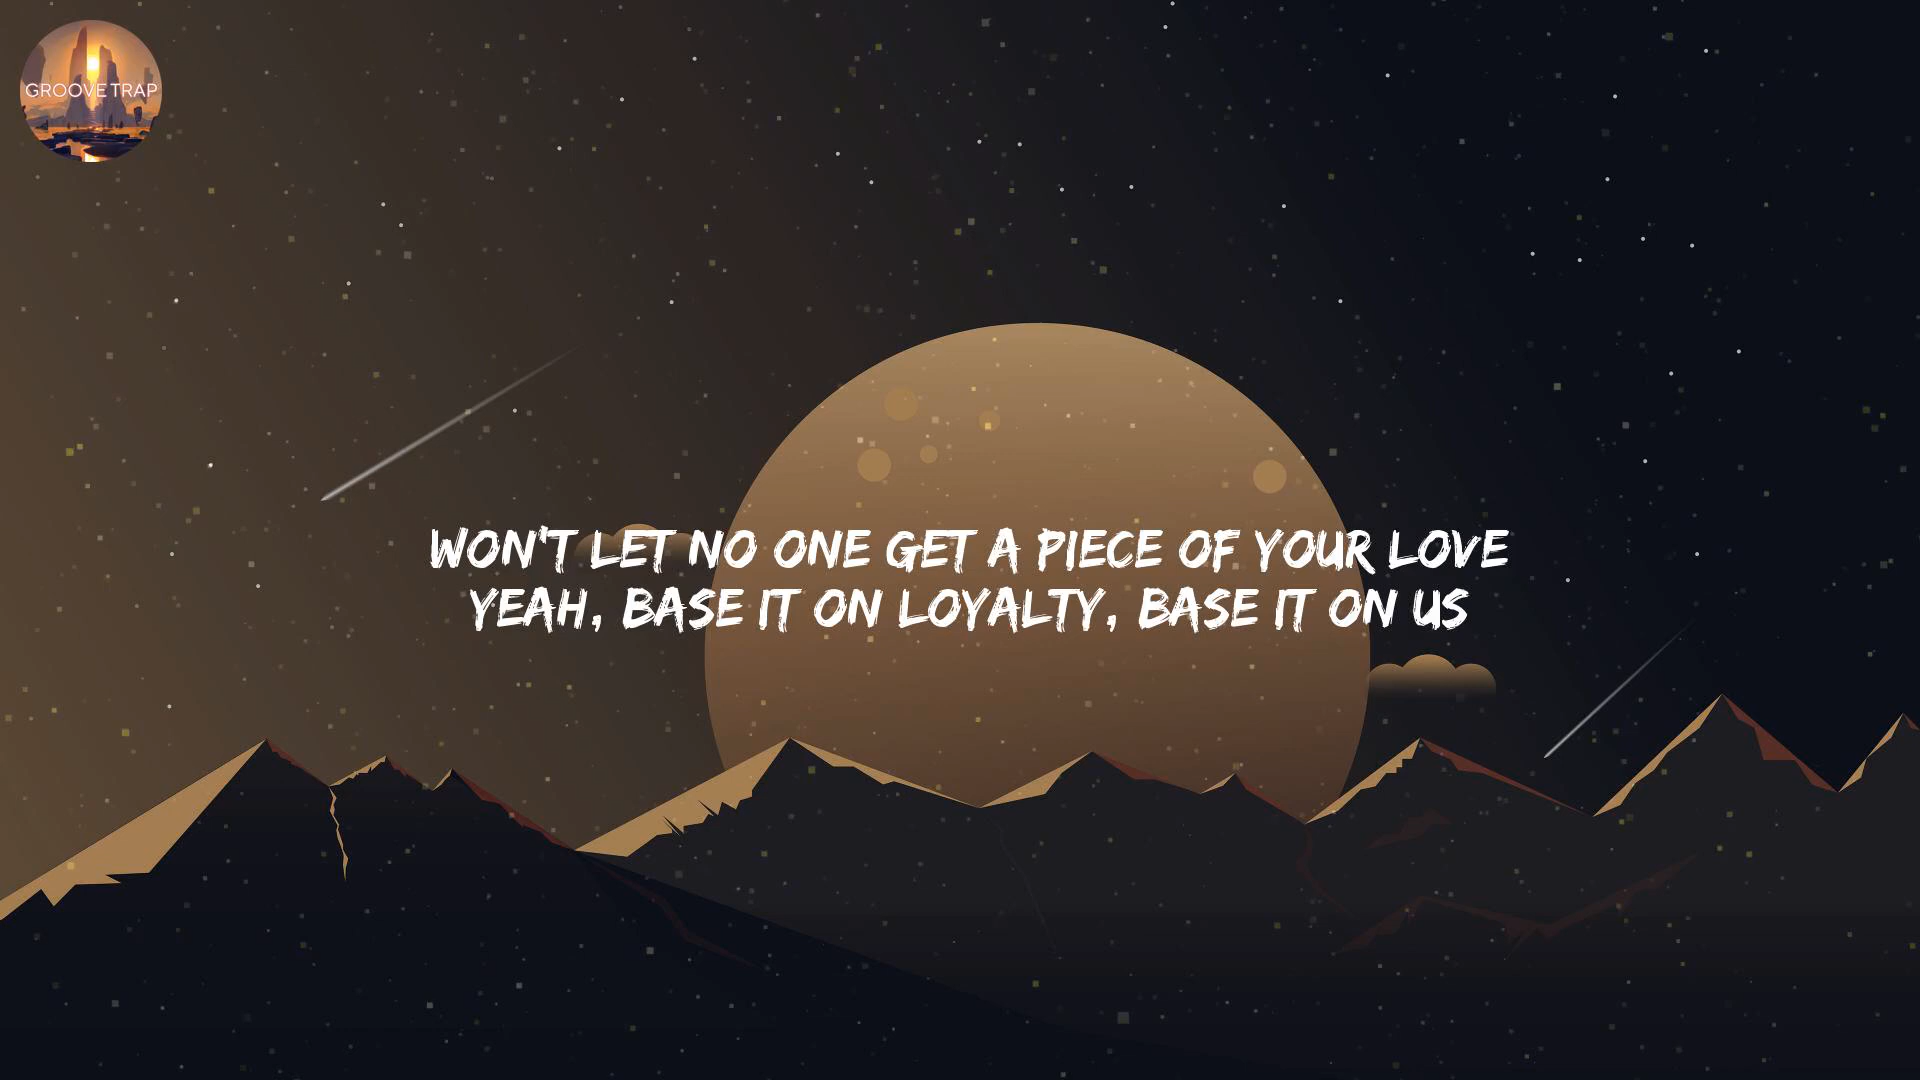 GROOVE TRAP
WON'T LET NO ONE GET A PIECE OF YOUR LOVE
YEAH, BASE IT ON LOYALTY, BASE IT ON US